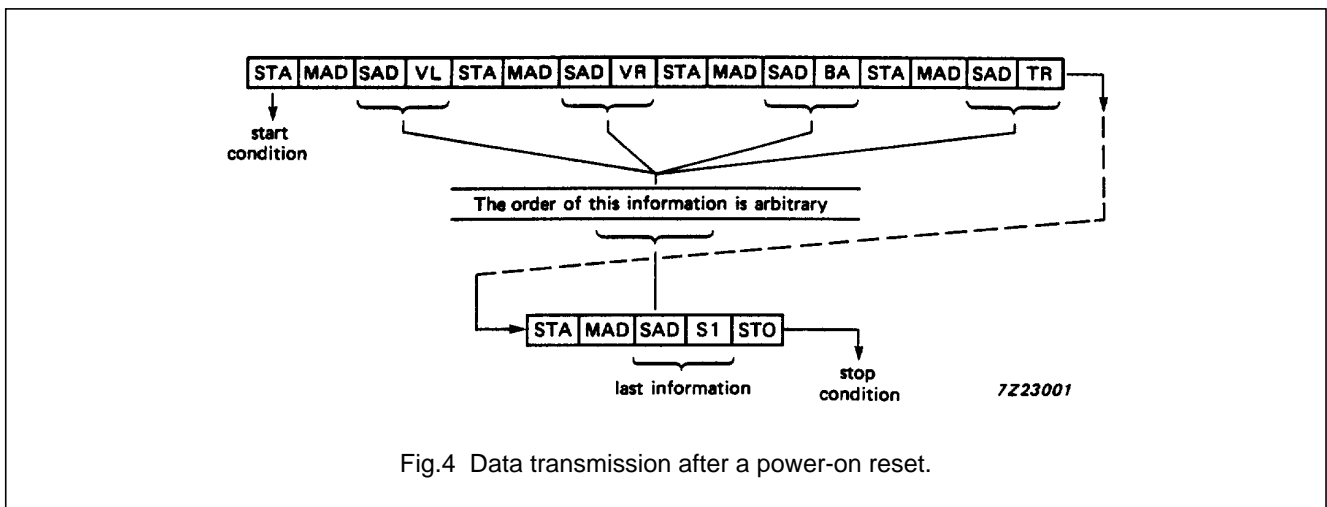 STA MAD SAD VL STA MAD SAD VR STA MAD SAD BA STA MAD SAD TR
start
condition
The order of this information is arbitrary
STA MAD SAD S1 STO
last information
stop
condition
7Z23001
Fig.4 Data transmission after a power-on reset.